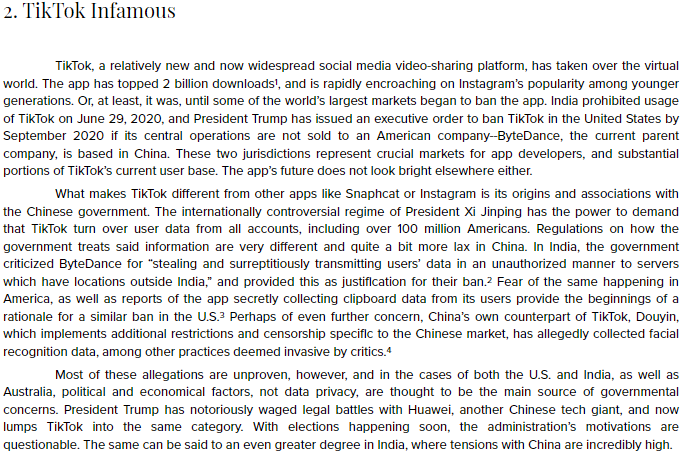 2. TikTok Infamous
TikTok, a relatively new and now widespread social media video-sharing platform, has taken over the virtual
world. The app has topped 2 billion downloads¹, and is rapidly encroaching on Instagram's popularity among younger
generations. Or, at least, it was, until some of the world's largest markets began to ban the app. India prohibited usage
of TikTok on June 29, 2020, and President Trump has issued an executive order to ban TikTok in the United States by
September 2020 if its central operations are not sold to an American company--ByteDance, the current parent
company, is based in China. These two jurisdictions represent crucial markets for app developers, and substantial
portions of TikTok's current user base. The app's future does not look bright elsewhere either.
What makes TikTok different from other apps like Snaphcat or Instagram is its origins and associations with
the Chinese government. The internationally controversial regime of President Xi Jinping has the power to demand
that TikTok turn over user data from all accounts, including over 100 million Americans. Regulations on how the
government treats said information are very different and quite a bit more lax in China. In India, the government
criticized ByteDance for “stealing and surreptitiously transmitting users' data in an unauthorized manner to servers
which have locations outside India,” and provided this as justification for their ban.² Fear of the same happening in
America, as well as reports of the app secretly collecting clipboard data from its users provide the beginnings of a
rationale for a similar ban in the U.S.³ Perhaps of even further concern, China's own counterpart of TikTok, Douyin,
which implements additional restrictions and censorship specific to the Chinese market, has allegedly collected facial
recognition data, among other practices deemed invasive by critics.⁴
Most of these allegations are unproven, however, and in the cases of both the U.S. and India, as well as
Australia, political and economical factors, not data privacy, are thought to be the main source of governmental
concerns. President Trump has notoriously waged legal battles with Huawei, another Chinese tech giant, and now
lumps TikTok into the same category. With elections happening soon, the administration's motivations are
questionable. The same can be said to an even greater degree in India, where tensions with China are incredibly high.